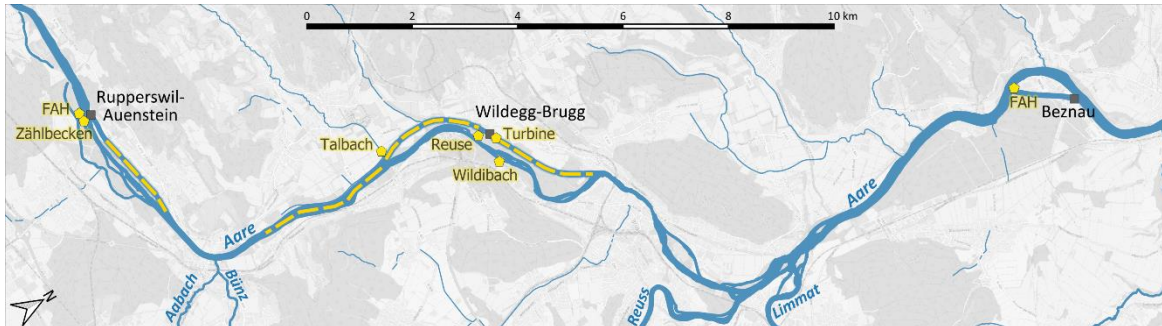 0 2 4 6 8 10 km
FAH
Rupperswil-
Auenstein
Zählbecken
Talbach
Wildegg-Brugg
Reuse
Turbine
Wildibach
FAH
Beznau
Aare
Aare
Aabach
Bünz
Reuss
Limmat
N